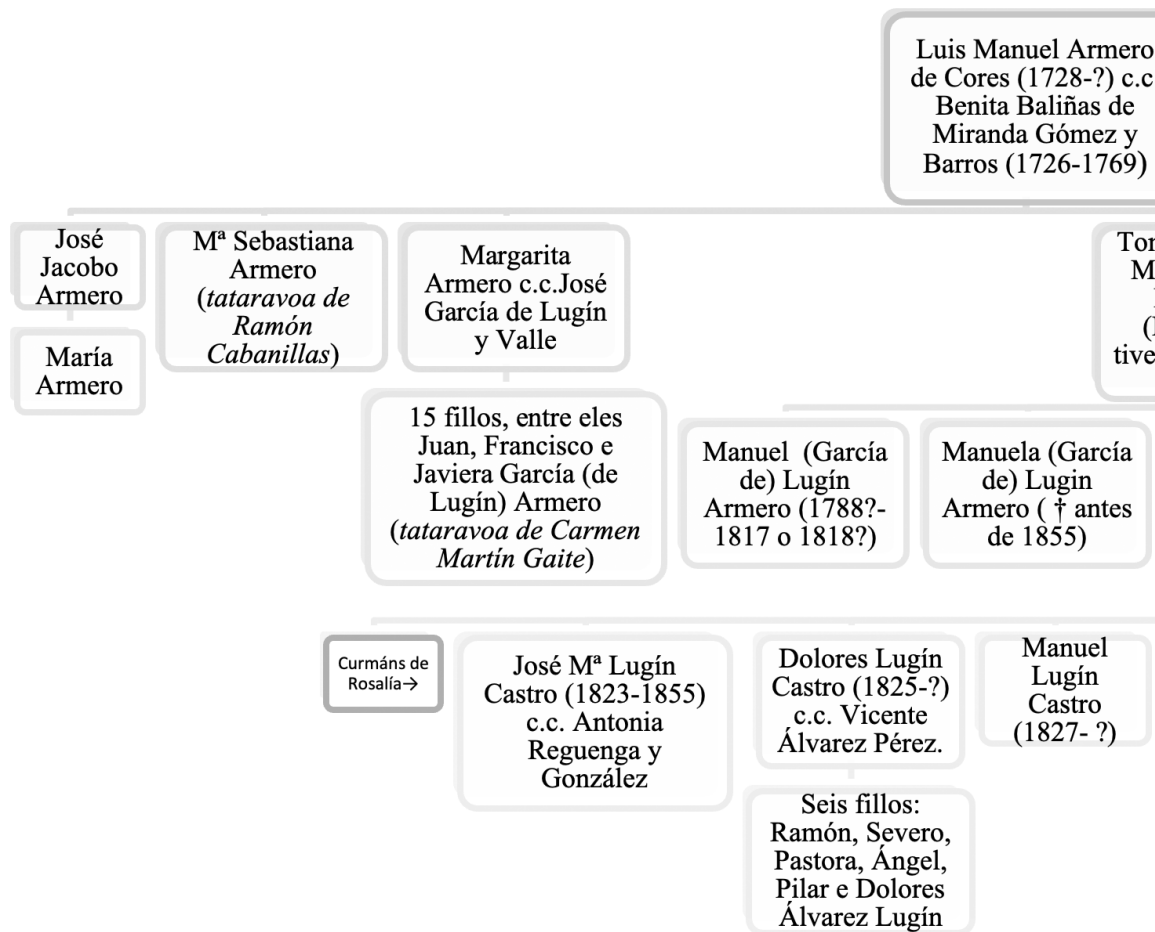 Luis Manuel Armero
de Cores (1728-?) c.c
Benita Baliñas de
Miranda Gómez y
Barros (1726-1769)
José
Jacobo
Armero
Mª Sebastiana
Armero
(tataravoa de
Ramón
Cabanillas)
Margarita
Armero c.c.José
García de Lugín
y Valle
María
Armero
15 fillos, entre eles
Juan, Francisco e
Javiera García (de
Lugín) Armero
(tataravoa de Carmen
Martín Gaite)
Manuel (García
de) Lugín
Armero (1788?-
1817 o 1818?)
Manuela (García
de) Lugin
Armero ( † antes
de 1855)
Curmáns de
Rosalía→
José Mª Lugín
Castro (1823-1855)
c.c. Antonia
Reguenga y
González
Dolores Lugín
Castro (1825-?)
c.c. Vicente
Álvarez Pérez.
Manuel
Lugín
Castro
(1827- ?)
Seis fillos:
Ramón, Severo,
Pastora, Ángel,
Pilar e Dolores
Álvarez Lugín